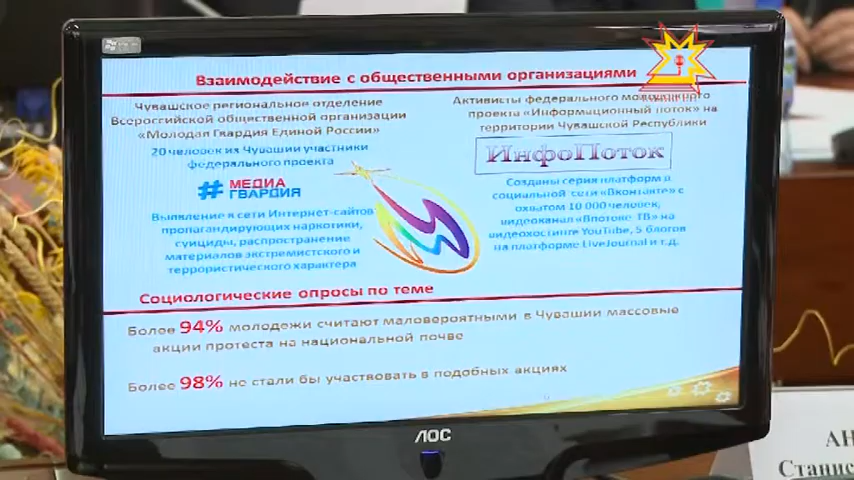 Взаимодействие с общественными организациями
Чувашское региональное отделение
Всероссийской общественной организации
«Молодая Гвардия Единой России»
20 человек из Чувашии участники
федерального проекта
# МЕДИА
ГВАРДИЯ
Выявление в сети Интернет-сайтов
пропагандирующих наркотики,
суициды, распространение
материалов экстремистского и
террористического характера
Активисты федерального молодежного
проекта «Информационный поток» на
территории Чувашской Республики
ИнфоПоток
Созданы серия платформ в
социальной сети «Вконтакте» с
охватом 10 000 человек,
видеоканал «Впотоке-ТВ» на
видеохостинге YouTube, 5 блогов
на платформе LiveJournal и т.д.
Социологические опросы по теме
Более 94% молодежи считают маловероятными в Чувашии массовые
акции протеста на национальной почве
Более 98% не стали бы участвовать в подобных акциях
AOC
АН
Станис